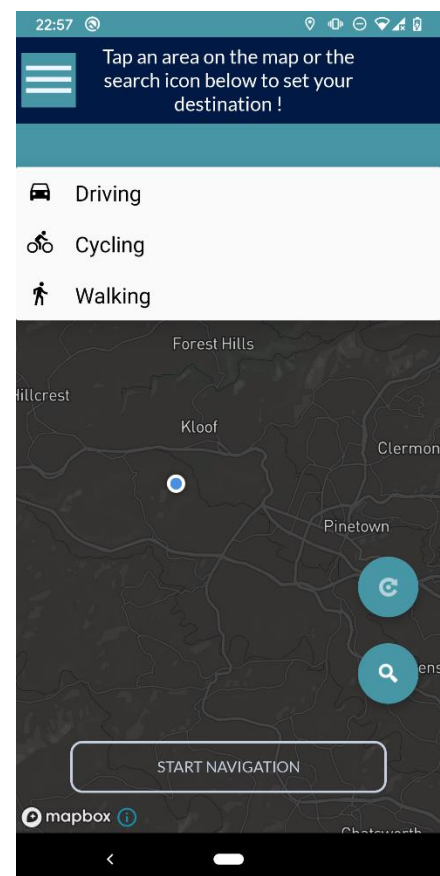 22:57
Tap an area on the map or the
search icon below to set your
destination !
Driving
Cycling
Walking
Forest Hills
Hillcrest
Kloof
Clermon
Pinetown
ens
START NAVIGATION
mapbox
Chatsworth